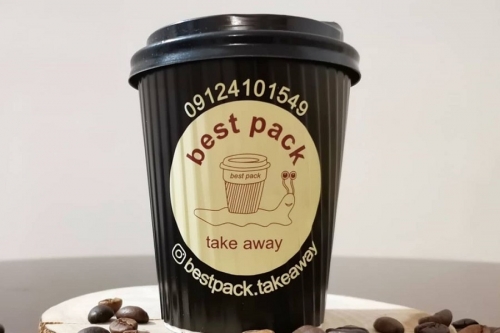 09124101549
best pack
best pack
take away
bestpack.takeaway